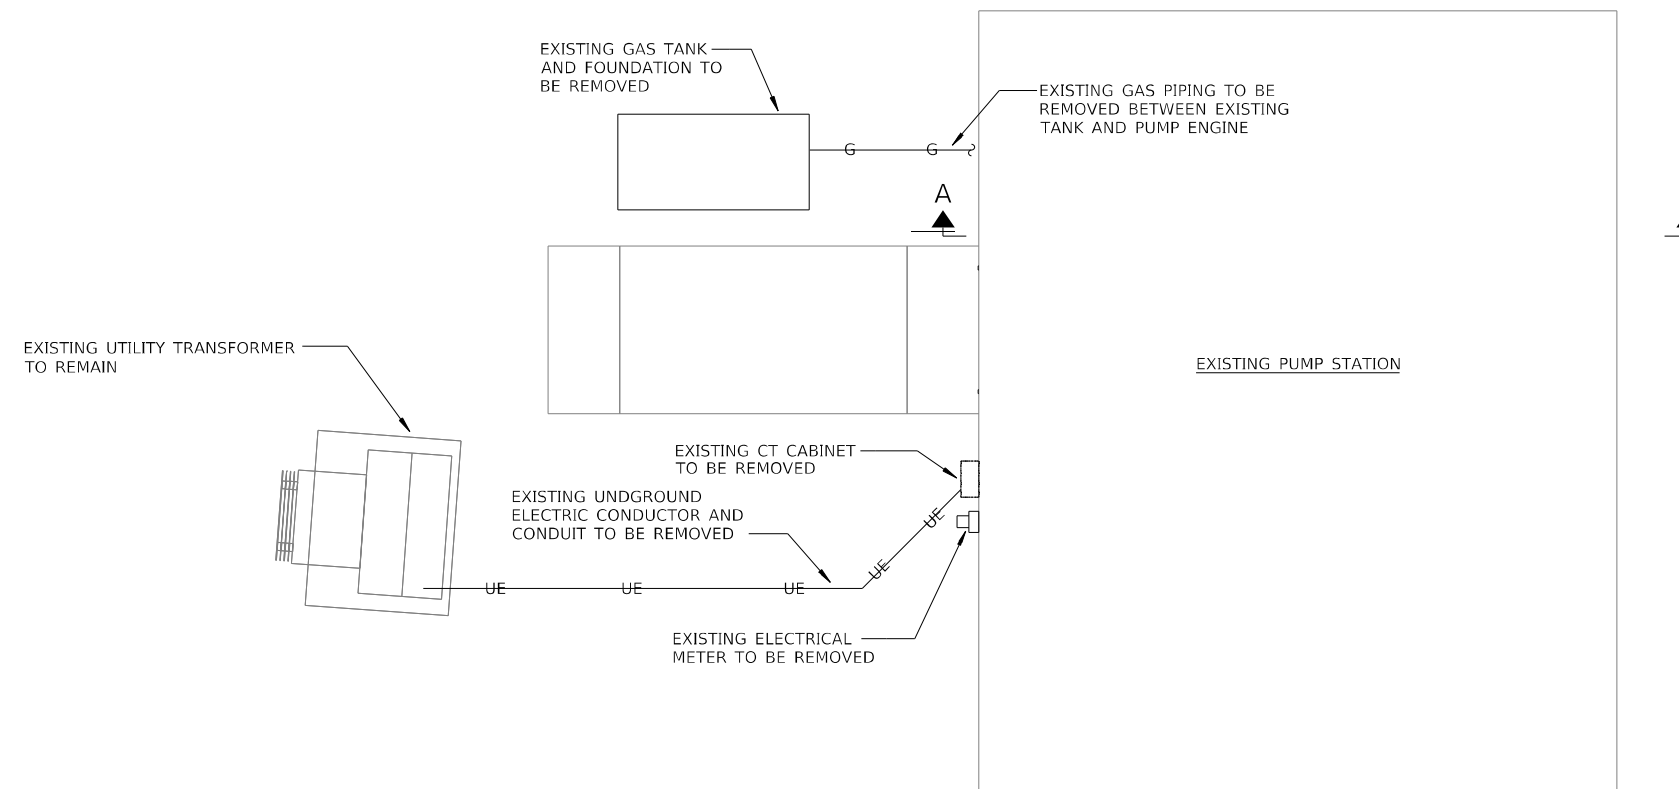 EXISTING GAS TANK
AND FOUNDATION TO
BE REMOVED
EXISTING GAS PIPING TO BE
REMOVED BETWEEN EXISTING
TANK AND PUMP ENGINE
G
G
A
EXISTING UTILITY TRANSFORMER
TO REMAIN
EXISTING PUMP STATION
EXISTING CT CABINET
TO BE REMOVED
EXISTING UNDGROUND
ELECTRIC CONDUCTOR AND
CONDUIT TO BE REMOVED
UE
UE
UE
UE
UE
EXISTING ELECTRICAL
METER TO BE REMOVED